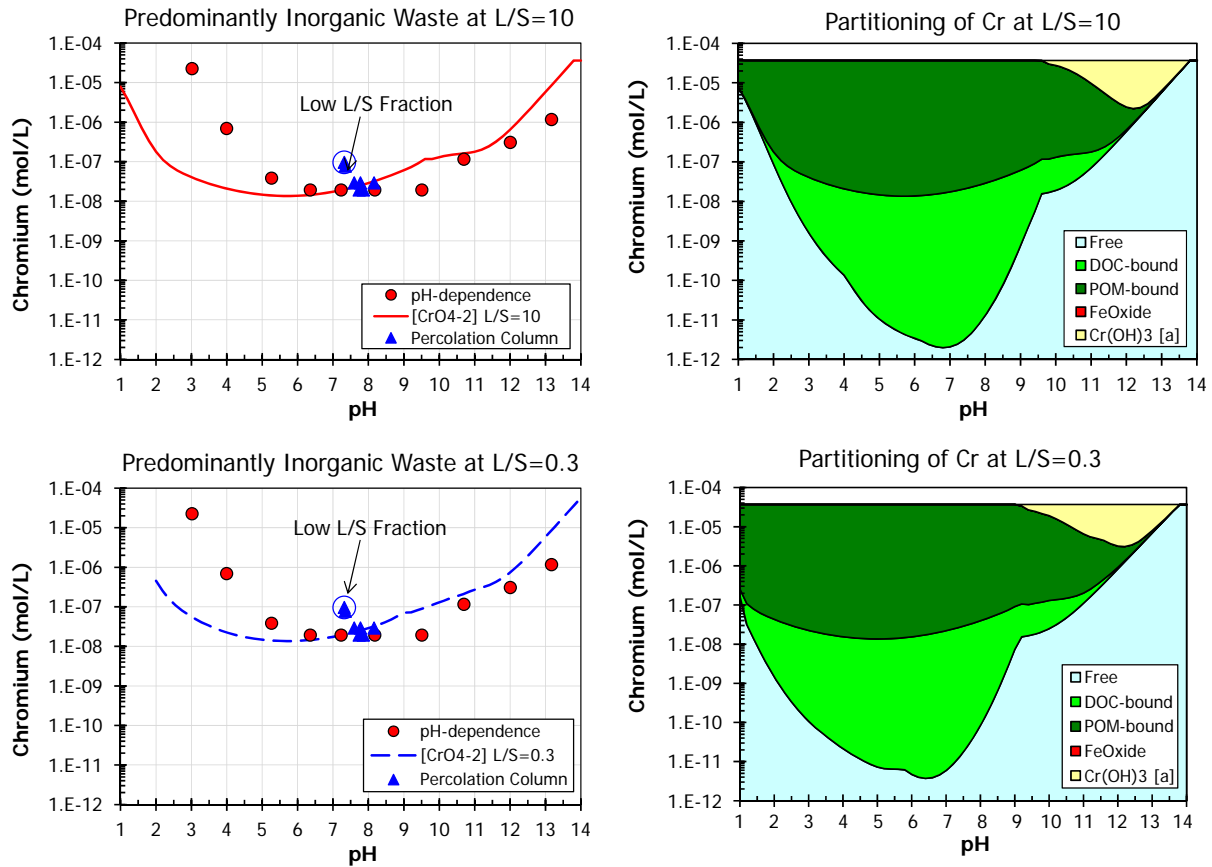 Predominantly Inorganic Waste at L/S=10
Chromium (mol/L)
1.E-04
1.E-05
1.E-06
1.E-07
1.E-08
1.E-09
1.E-10
1.E-11
1.E-12
Low L/S Fraction
pH-dependence
[CrO4-2] L/S=10
Percolation Column
1 2 3 4 5 6 7 8 9 10 11 12 13 14
pH
Partitioning of Cr at L/S=10
Chromium (mol/L)
1.E-04
1.E-05
1.E-06
1.E-07
1.E-08
1.E-09
1.E-10
1.E-11
1.E-12
Free
DOC-bound
POM-bound
FeOxide
Cr(OH)3 [a]
1 2 3 4 5 6 7 8 9 10 11 12 13 14
pH
Predominantly Inorganic Waste at L/S=0.3
Chromium (mol/L)
1.E-04
1.E-05
1.E-06
1.E-07
1.E-08
1.E-09
1.E-10
1.E-11
1.E-12
Low L/S Fraction
pH-dependence
[CrO4-2] L/S=0.3
Percolation Column
1 2 3 4 5 6 7 8 9 10 11 12 13 14
pH
Partitioning of Cr at L/S=0.3
Chromium (mol/L)
1.E-04
1.E-05
1.E-06
1.E-07
1.E-08
1.E-09
1.E-10
1.E-11
1.E-12
Free
DOC-bound
POM-bound
FeOxide
Cr(OH)3 [a]
1 2 3 4 5 6 7 8 9 10 11 12 13 14
pH